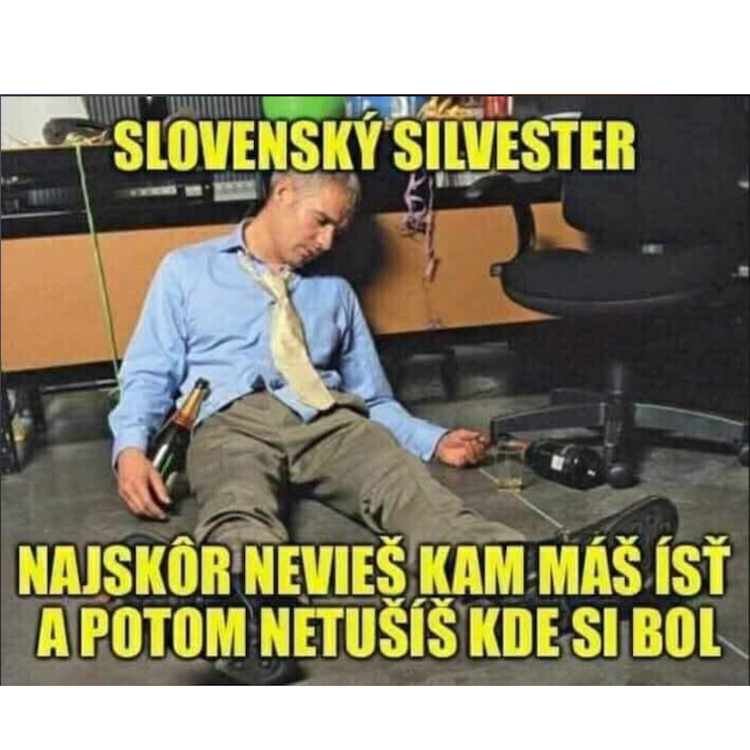 SLOVENSKÝ SILVESTER
NAJSKÔR NEVIEŠ KAM MÁŠ ÍSŤ
A POTOM NETUŠÍŠ KDE SI BOL